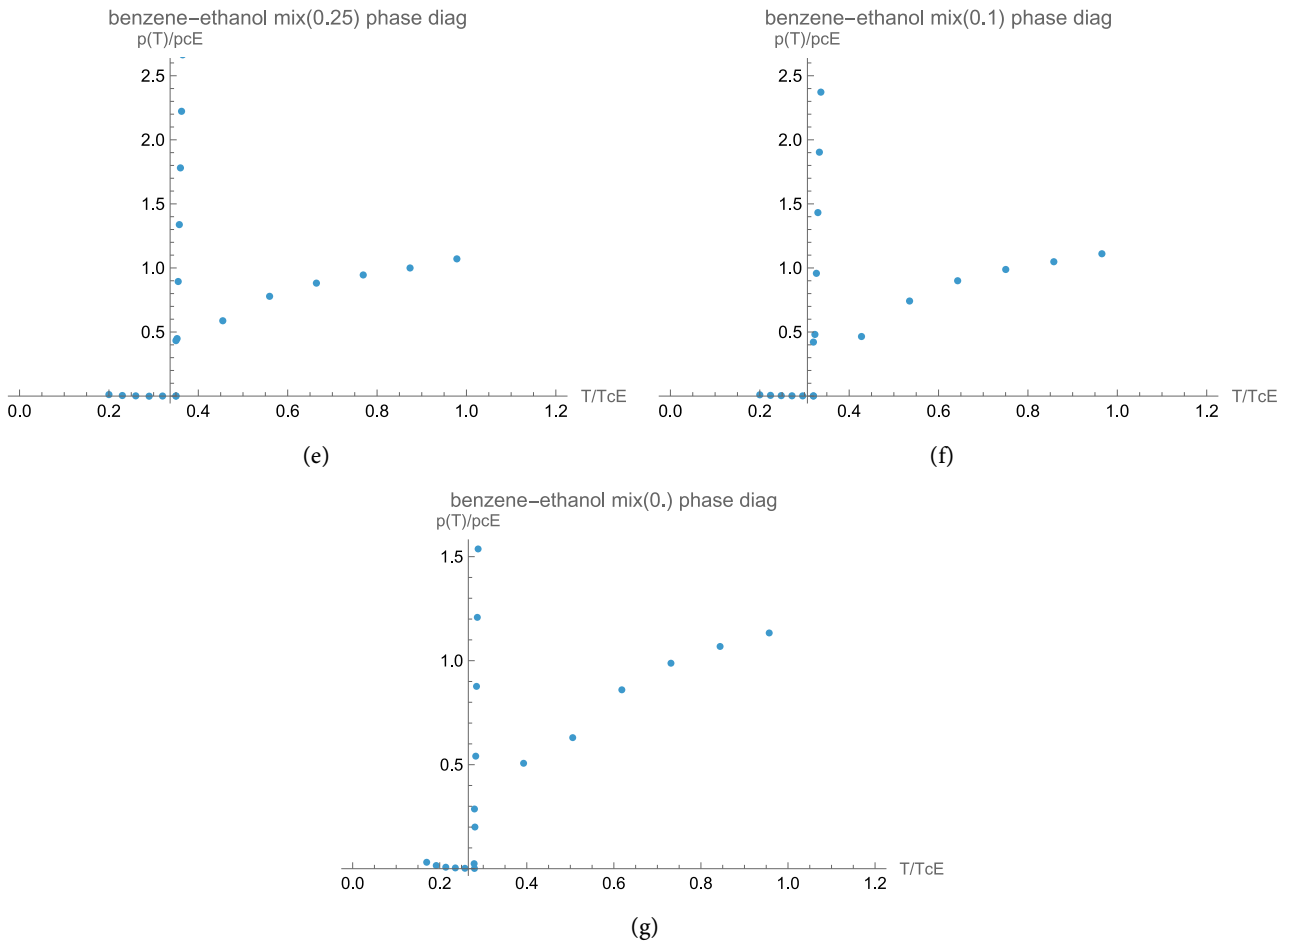 benzene−ethanol mix(0.25) phase diag
p(T)/pcE
2.5
2.0
1.5
1.0
0.5
0.0 0.2 0.4 0.6 0.8 1.0 1.2 T/TcE
(e)
benzene−ethanol mix(0.1) phase diag
p(T)/pcE
2.5
2.0
1.5
1.0
0.5
0.0 0.2 0.4 0.6 0.8 1.0 1.2 T/TcE
(f)
benzene−ethanol mix(0.) phase diag
p(T)/pcE
1.5
1.0
0.5
0.0 0.2 0.4 0.6 0.8 1.0 1.2 T/TcE
(g)